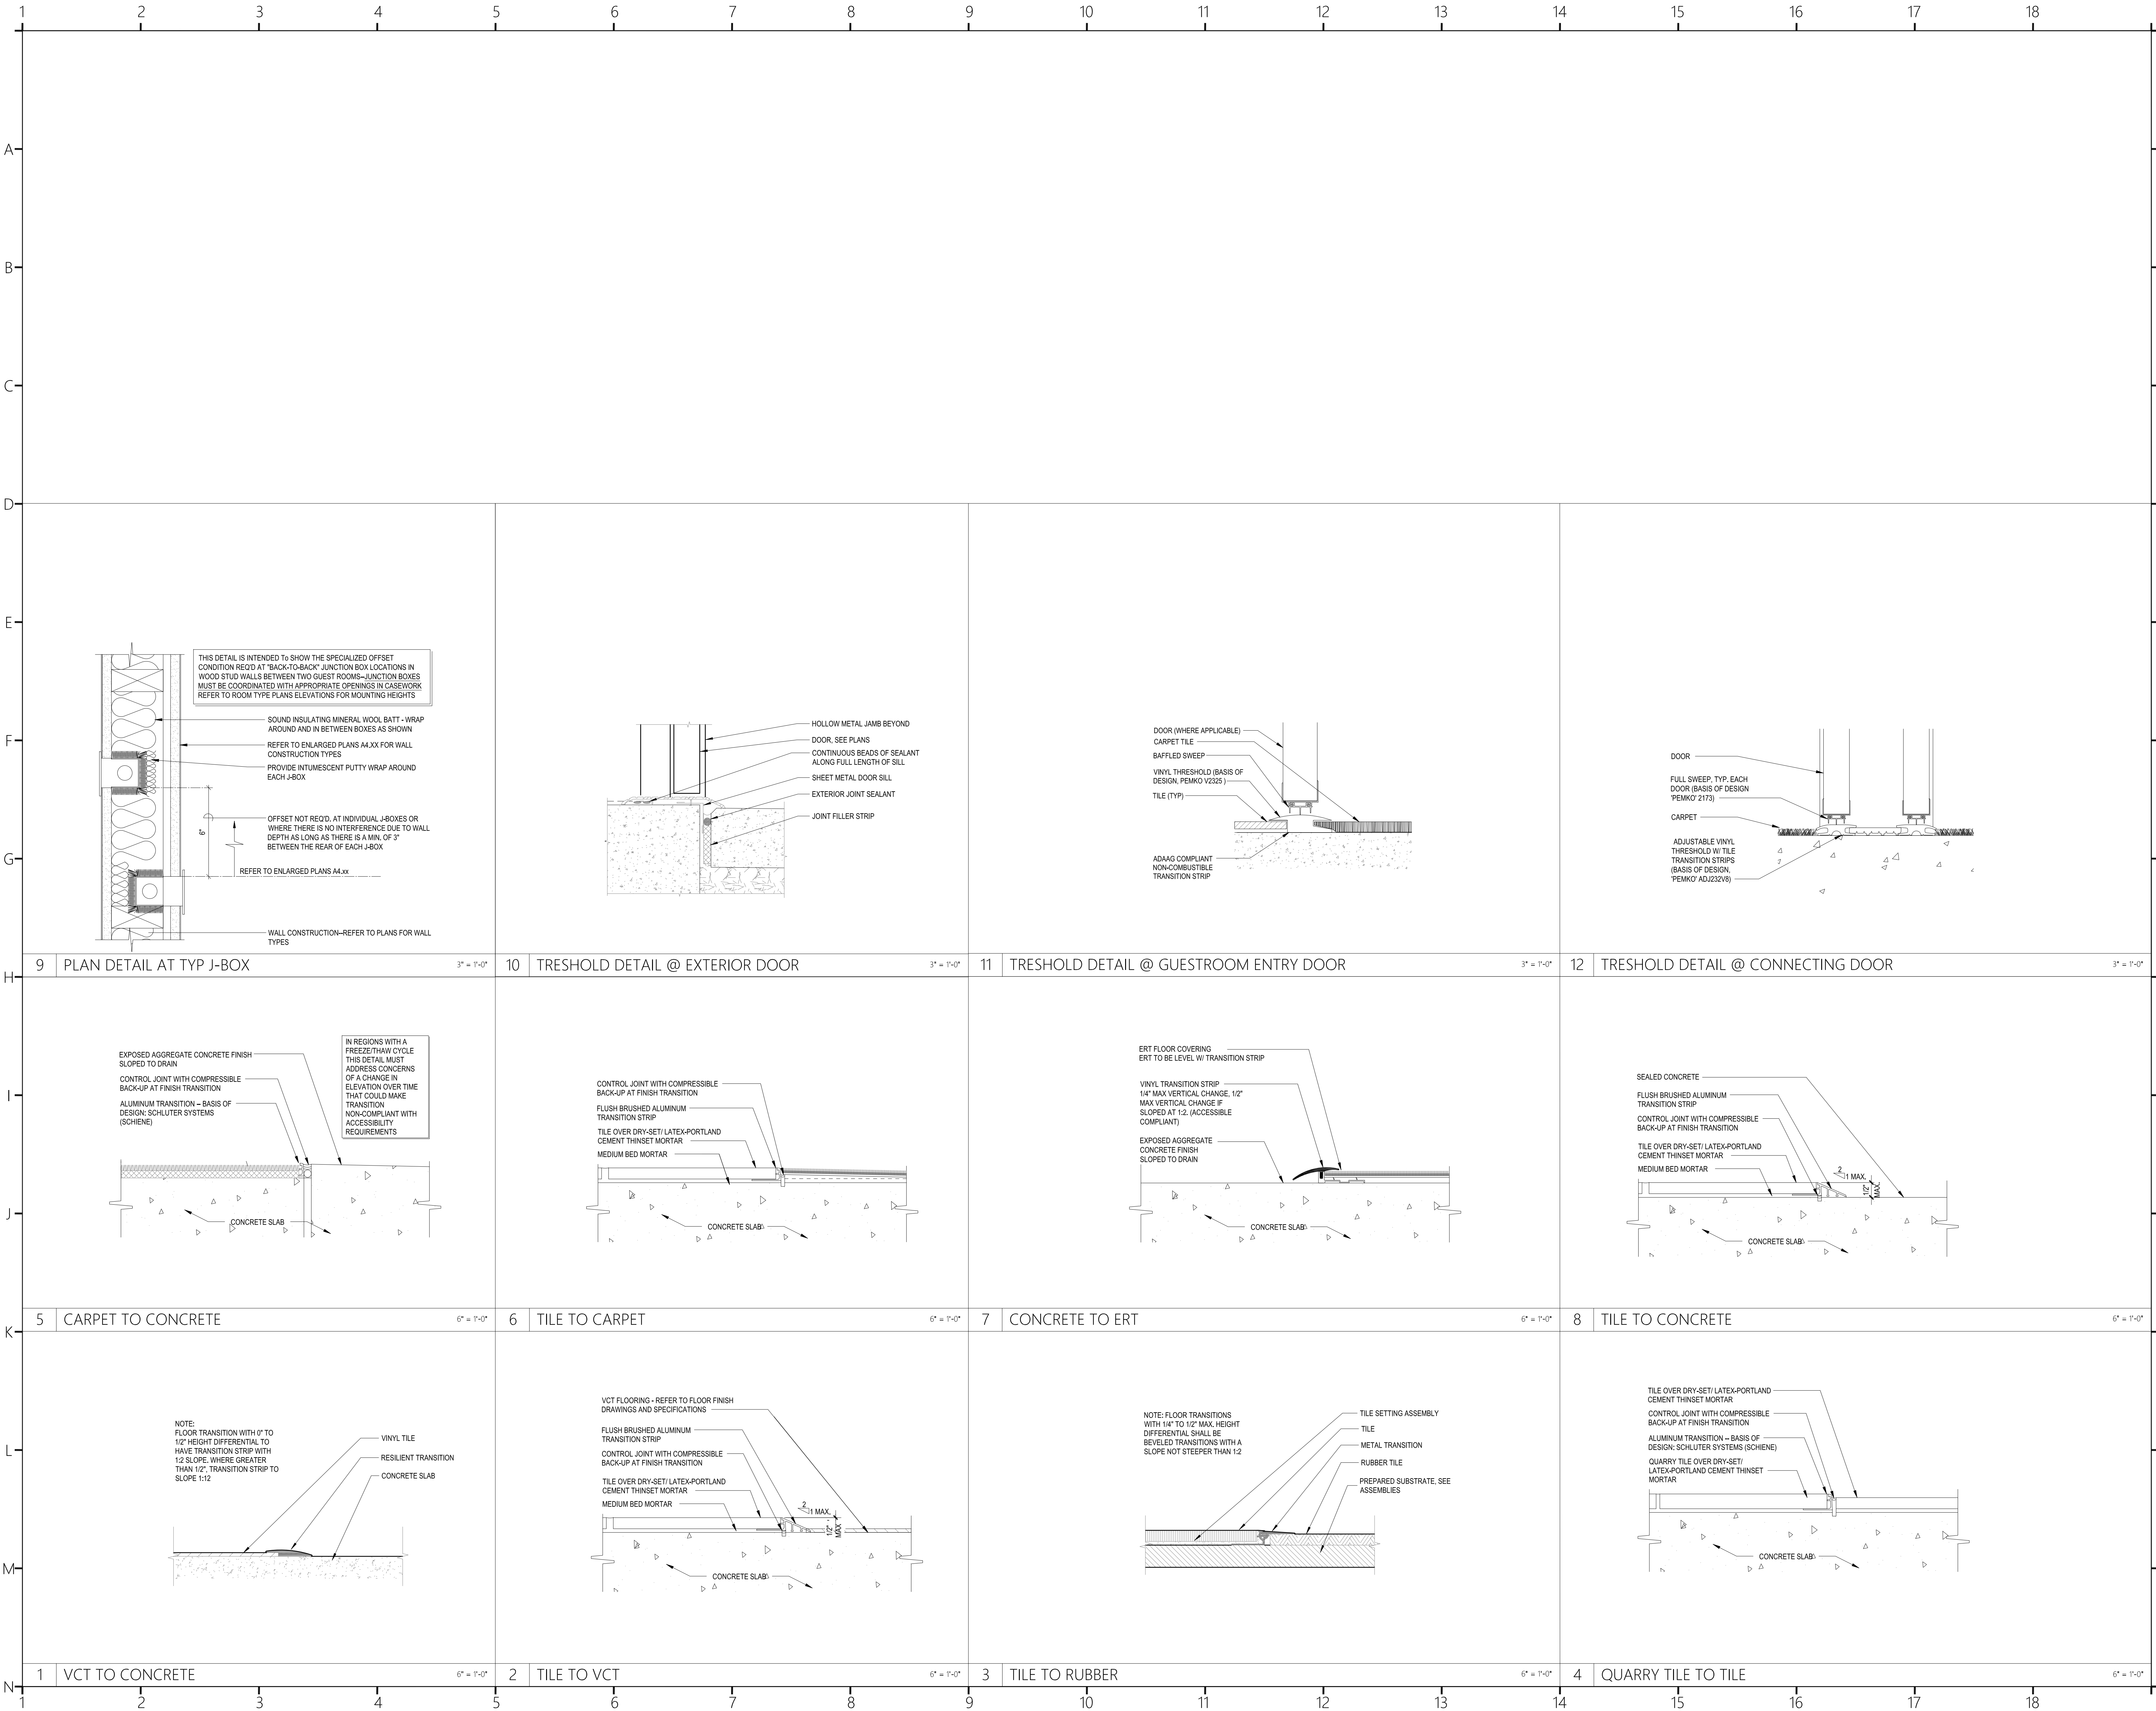 1 2 3 4 5 6 7 8 9 10 11 12 13 14 15 16 17 18
A
B
C
D
E
F
G
H
I
J
K
L
M
N
THIS DETAIL IS INTENDED To SHOW THE SPECIALIZED OFFSET
CONDITION REQ'D AT "BACK-TO-BACK" JUNCTION BOX LOCATIONS IN
WOOD STUD WALLS BETWEEN TWO GUEST ROOMS--JUNCTION BOXES
MUST BE COORDINATED WITH APPROPRIATE OPENINGS IN CASEWORK
REFER TO ROOM TYPE PLANS ELEVATIONS FOR MOUNTING HEIGHTS
SOUND INSULATING MINERAL WOOL BATT - WRAP
AROUND AND IN BETWEEN BOXES AS SHOWN
REFER TO ENLARGED PLANS A4.XX FOR WALL
CONSTRUCTION TYPES
PROVIDE INTUMESCENT PUTTY WRAP AROUND
EACH J-BOX
6"
OFFSET NOT REQ'D. AT INDIVIDUAL J-BOXES OR
WHERE THERE IS NO INTERFERENCE DUE TO WALL
DEPTH AS LONG AS THERE IS A MIN. OF 3"
BETWEEN THE REAR OF EACH J-BOX
REFER TO ENLARGED PLANS A4.xx
WALL CONSTRUCTION--REFER TO PLANS FOR WALL
TYPES
9 PLAN DETAIL AT TYP J-BOX 3" = 1'-0"
HOLLOW METAL JAMB BEYOND
DOOR, SEE PLANS
CONTINUOUS BEADS OF SEALANT
ALONG FULL LENGTH OF SILL
SHEET METAL DOOR SILL
EXTERIOR JOINT SEALANT
JOINT FILLER STRIP
10 TRESHOLD DETAIL @ EXTERIOR DOOR 3" = 1'-0"
DOOR (WHERE APPLICABLE)
CARPET TILE
BAFFLED SWEEP
VINYL THRESHOLD (BASIS OF
DESIGN, PEMKO V2325 )
TILE (TYP)
ADAAG COMPLIANT
NON-COMBUSTIBLE
TRANSITION STRIP
11 TRESHOLD DETAIL @ GUESTROOM ENTRY DOOR 3" = 1'-0"
DOOR
FULL SWEEP, TYP. EACH
DOOR (BASIS OF DESIGN
'PEMKO' 2173)
CARPET
ADJUSTABLE VINYL
THRESHOLD W/ TILE
TRANSITION STRIPS
(BASIS OF DESIGN,
'PEMKO' ADJ232V8)
12 TRESHOLD DETAIL @ CONNECTING DOOR 3" = 1'-0"
EXPOSED AGGREGATE CONCRETE FINISH
SLOPED TO DRAIN
CONTROL JOINT WITH COMPRESSIBLE
BACK-UP AT FINISH TRANSITION
ALUMINUM TRANSITION -- BASIS OF
DESIGN: SCHLUTER SYSTEMS
(SCHIENE)
IN REGIONS WITH A
FREEZE/THAW CYCLE
THIS DETAIL MUST
ADDRESS CONCERNS
OF A CHANGE IN
ELEVATION OVER TIME
THAT COULD MAKE
TRANSITION
NON-COMPLIANT WITH
ACCESSIBILITY
REQUIREMENTS
CONCRETE SLAB
5 CARPET TO CONCRETE 6" = 1'-0"
CONTROL JOINT WITH COMPRESSIBLE
BACK-UP AT FINISH TRANSITION
FLUSH BRUSHED ALUMINUM
TRANSITION STRIP
TILE OVER DRY-SET/ LATEX-PORTLAND
CEMENT THINSET MORTAR
MEDIUM BED MORTAR
CONCRETE SLAB
6 TILE TO CARPET 6" = 1'-0"
ERT FLOOR COVERING
ERT TO BE LEVEL W/ TRANSITION STRIP
VINYL TRANSITION STRIP
1/4" MAX VERTICAL CHANGE, 1/2"
MAX VERTICAL CHANGE IF
SLOPED AT 1:2. (ACCESSIBLE
COMPLIANT)
EXPOSED AGGREGATE
CONCRETE FINISH
SLOPED TO DRAIN
CONCRETE SLAB
7 CONCRETE TO ERT 6" = 1'-0"
SEALED CONCRETE
FLUSH BRUSHED ALUMINUM
TRANSITION STRIP
CONTROL JOINT WITH COMPRESSIBLE
BACK-UP AT FINISH TRANSITION
TILE OVER DRY-SET/ LATEX-PORTLAND
CEMENT THINSET MORTAR
MEDIUM BED MORTAR
2
1 MAX.
1/2"
MAX.
CONCRETE SLAB
8 TILE TO CONCRETE 6" = 1'-0"
NOTE:
FLOOR TRANSITION WITH 0" TO
1/2" HEIGHT DIFFERENTIAL TO
HAVE TRANSITION STRIP WITH
1:2 SLOPE. WHERE GREATER
THAN 1/2", TRANSITION STRIP TO
SLOPE 1:12
VINYL TILE
RESILIENT TRANSITION
CONCRETE SLAB
1 VCT TO CONCRETE 6" = 1'-0"
VCT FLOORING - REFER TO FLOOR FINISH
DRAWINGS AND SPECIFICATIONS
FLUSH BRUSHED ALUMINUM
TRANSITION STRIP
CONTROL JOINT WITH COMPRESSIBLE
BACK-UP AT FINISH TRANSITION
TILE OVER DRY-SET/ LATEX-PORTLAND
CEMENT THINSET MORTAR
MEDIUM BED MORTAR
2
1 MAX.
1/2"
MAX
CONCRETE SLAB
2 TILE TO VCT 6" = 1'-0"
NOTE: FLOOR TRANSITIONS
WITH 1/4" TO 1/2" MAX. HEIGHT
DIFFERENTIAL SHALL BE
BEVELED TRANSITIONS WITH A
SLOPE NOT STEEPER THAN 1:2
TILE SETTING ASSEMBLY
TILE
METAL TRANSITION
RUBBER TILE
PREPARED SUBSTRATE, SEE
ASSEMBLIES
3 TILE TO RUBBER 6" = 1'-0"
TILE OVER DRY-SET/ LATEX-PORTLAND
CEMENT THINSET MORTAR
CONTROL JOINT WITH COMPRESSIBLE
BACK-UP AT FINISH TRANSITION
ALUMINUM TRANSITION -- BASIS OF
DESIGN: SCHLUTER SYSTEMS (SCHIENE)
QUARRY TILE OVER DRY-SET/
LATEX-PORTLAND CEMENT THINSET
MORTAR
CONCRETE SLAB
4 QUARRY TILE TO TILE 6" = 1'-0"
1 2 3 4 5 6 7 8 9 10 11 12 13 14 15 16 17 18